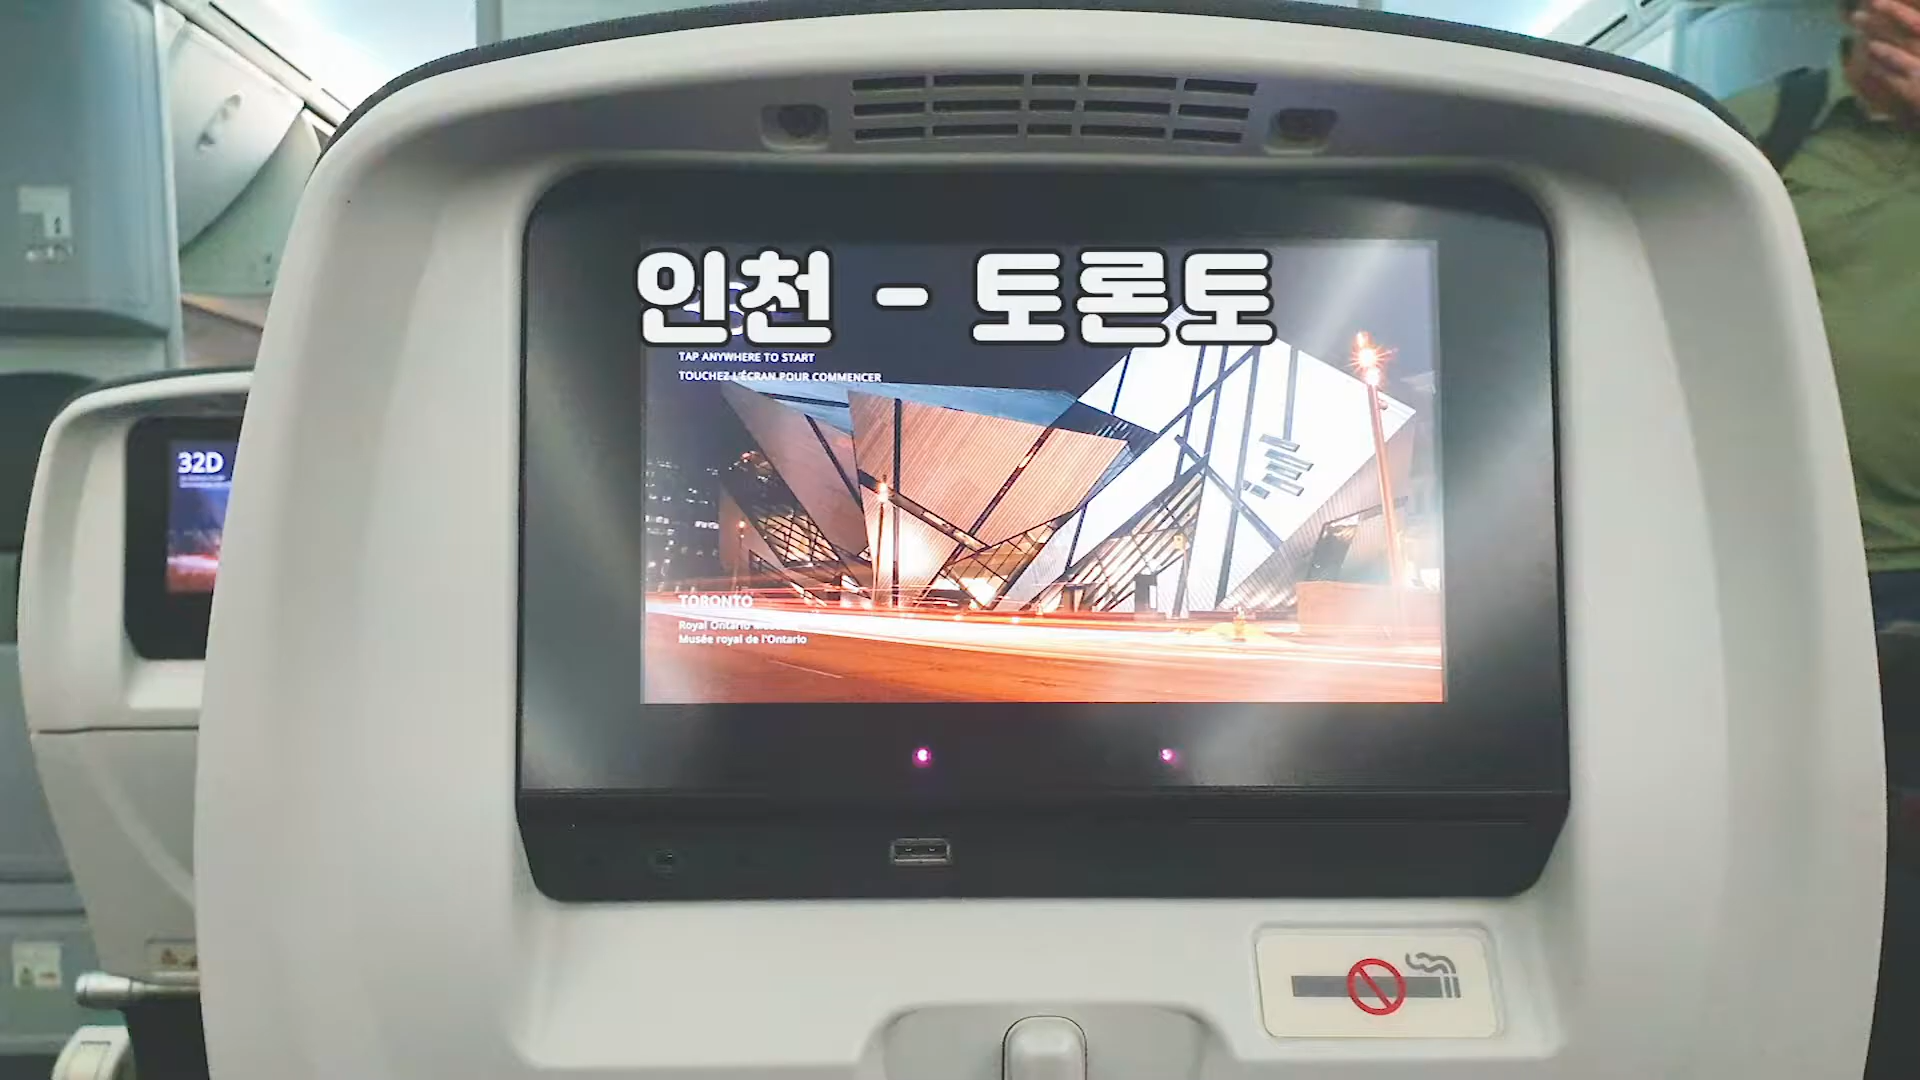 인천 - 토론토
TAP ANYWHERE TO START
TOUCHEZ L'ÉCRAN POUR COMMENCER
32D
TORONTO
Royal Ontario
Musée royal de l'Ontario